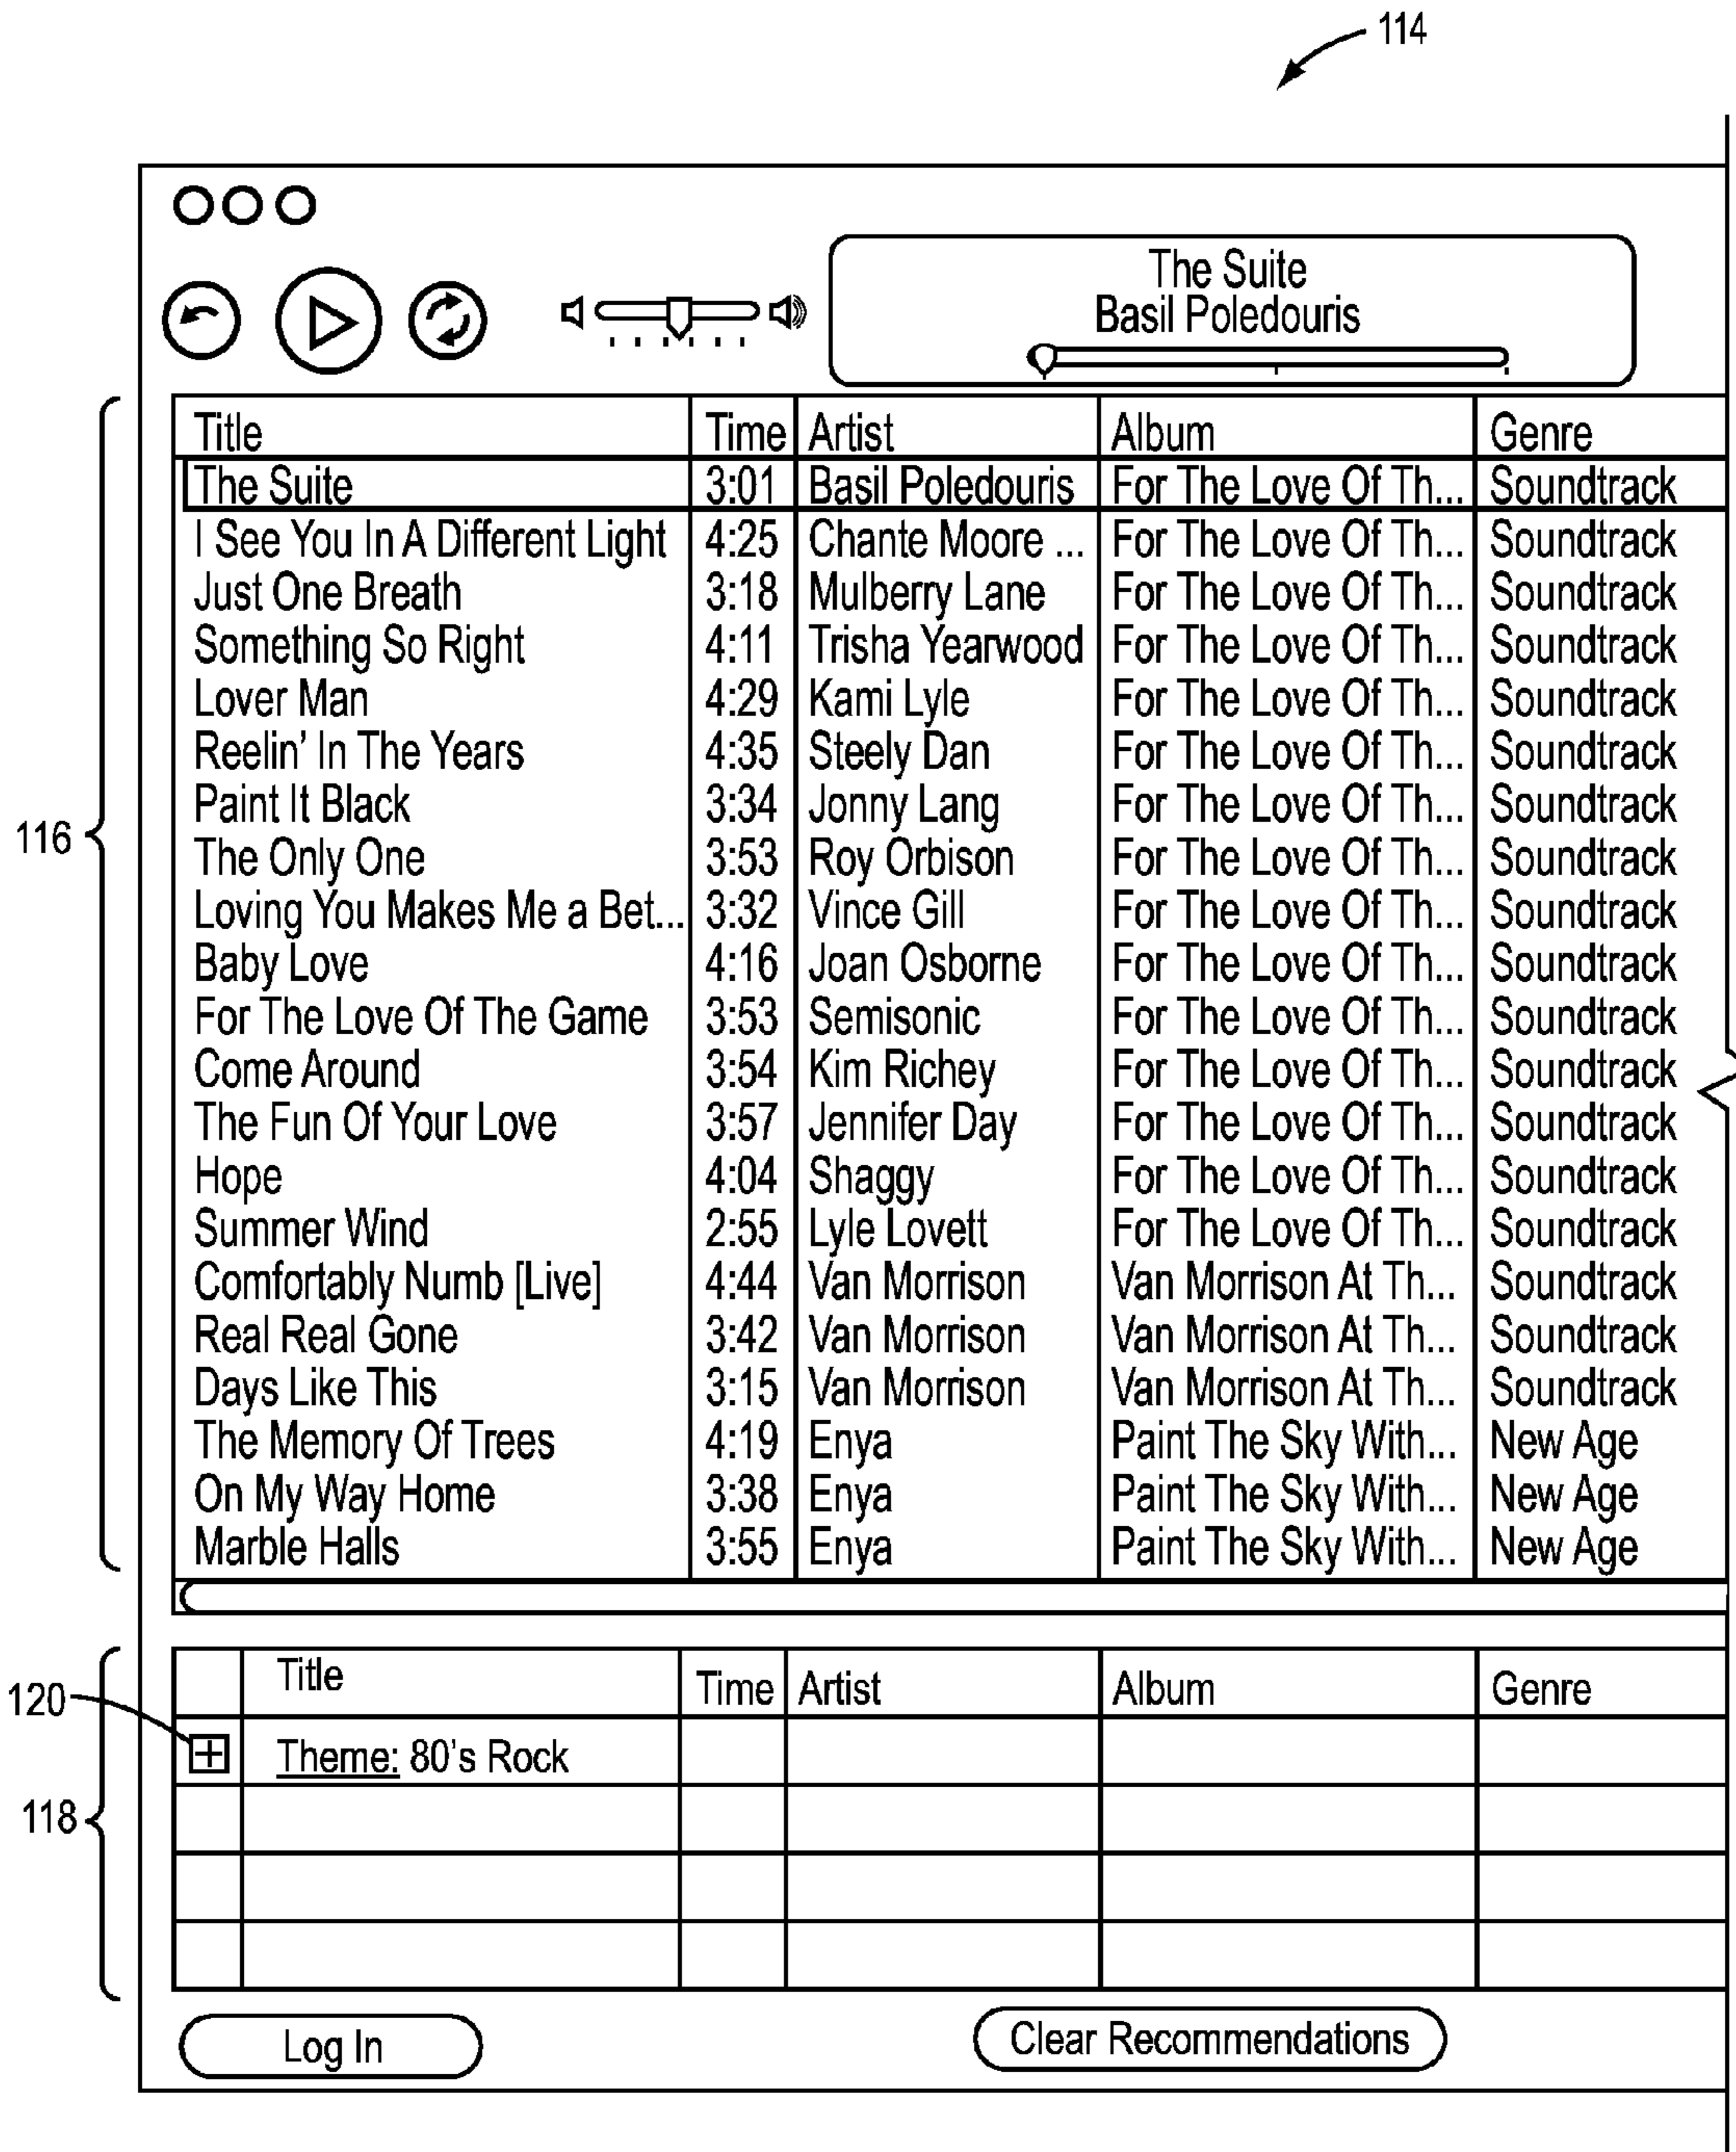 114
The Suite
Basil Poledouris
Title Time Artist Album Genre
The Suite 3:01 Basil Poledouris For The Love Of Th... Soundtrack
I See You In A Different Light 4:25 Chante Moore ... For The Love Of Th... Soundtrack
Just One Breath 3:18 Mulberry Lane For The Love Of Th... Soundtrack
Something So Right 4:11 Trisha Yearwood For The Love Of Th... Soundtrack
Lover Man 4:29 Kami Lyle For The Love Of Th... Soundtrack
Reelin’ In The Years 4:35 Steely Dan For The Love Of Th... Soundtrack
Paint It Black 3:34 Jonny Lang For The Love Of Th... Soundtrack
116
The Only One 3:53 Roy Orbison For The Love Of Th... Soundtrack
Loving You Makes Me a Bet... 3:32 Vince Gill For The Love Of Th... Soundtrack
Baby Love 4:16 Joan Osborne For The Love Of Th... Soundtrack
For The Love Of The Game 3:53 Semisonic For The Love Of Th... Soundtrack
Come Around 3:54 Kim Richey For The Love Of Th... Soundtrack
The Fun Of Your Love 3:57 Jennifer Day For The Love Of Th... Soundtrack
Hope 4:04 Shaggy For The Love Of Th... Soundtrack
Summer Wind 2:55 Lyle Lovett For The Love Of Th... Soundtrack
Comfortably Numb [Live] 4:44 Van Morrison Van Morrison At Th... Soundtrack
Real Real Gone 3:42 Van Morrison Van Morrison At Th... Soundtrack
Days Like This 3:15 Van Morrison Van Morrison At Th... Soundtrack
The Memory Of Trees 4:19 Enya Paint The Sky With... New Age
On My Way Home 3:38 Enya Paint The Sky With... New Age
Marble Halls 3:55 Enya Paint The Sky With... New Age
Title Time Artist Album Genre
120
Theme: 80’s Rock
118
Log In Clear Recommendations